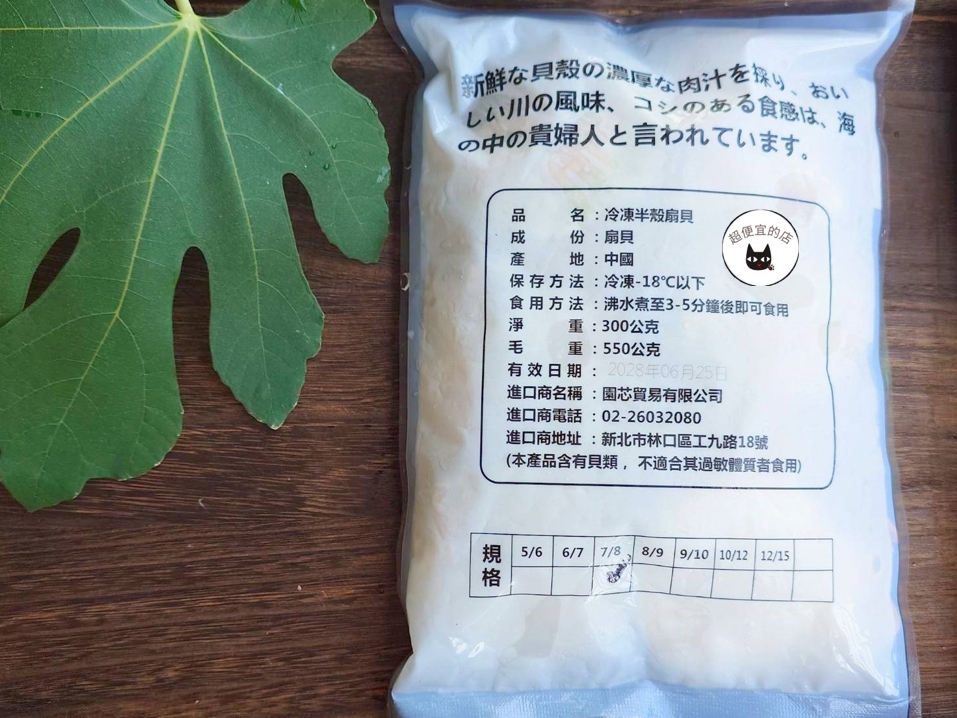 新鮮な貝殻の濃厚な肉汁を採り、おい
しい川の風味、コシのある食感は、海
の中の貴婦人と言われています。
品名：冷凍半殼扇貝
成份：扇貝
產地：中國
保存方法：冷凍-18℃以下
食用方法：沸水煮至3-5分鐘後即可食用
淨重：300公克
毛重：550公克
有效日期：2028年06月25日
進口商名稱：園芯貿易有限公司
進口商電話：02-26032080
進口商地址：新北市林口區工九路18號
(本產品含有貝類，不適合其過敏體質者食用)
超便宜的店
規格 5/6 6/7 7/8 8/9 9/10 10/12 12/15